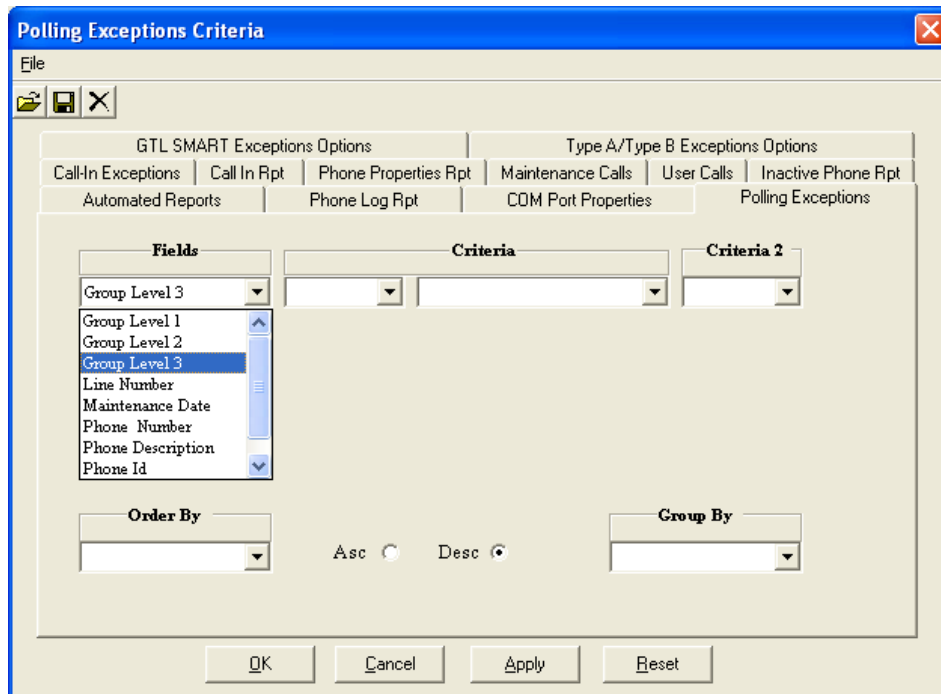 Polling Exceptions Criteria
File
GTL SMART Exceptions Options Type A/Type B Exceptions Options
Call-In Exceptions Call In Rpt Phone Properties Rpt Maintenance Calls User Calls Inactive Phone Rpt
Automated Reports Phone Log Rpt COM Port Properties Polling Exceptions
Fields Criteria Criteria 2
Group Level 3
Group Level 1
Group Level 2
Group Level 3
Line Number
Maintenance Date
Phone Number
Phone Description
Phone Id
Order By Group By
Asc Desc
OK Cancel Apply Reset